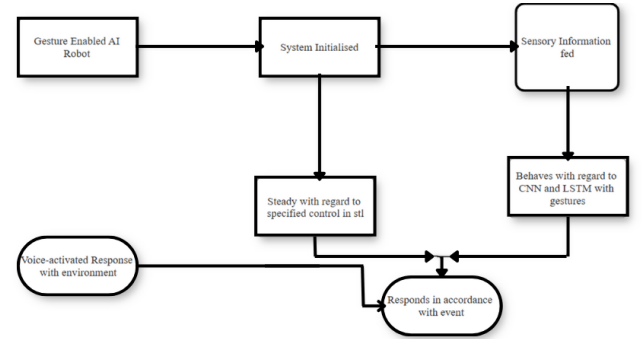 Gesture Enabled AI
Robot
System Initialised
Sensory Information
fed
Behaves with regard to
CNN and LSTM with
gestures
Steady with regard to
specified control in stl
Voice-activated Response
with environment
Responds in accordance
with event